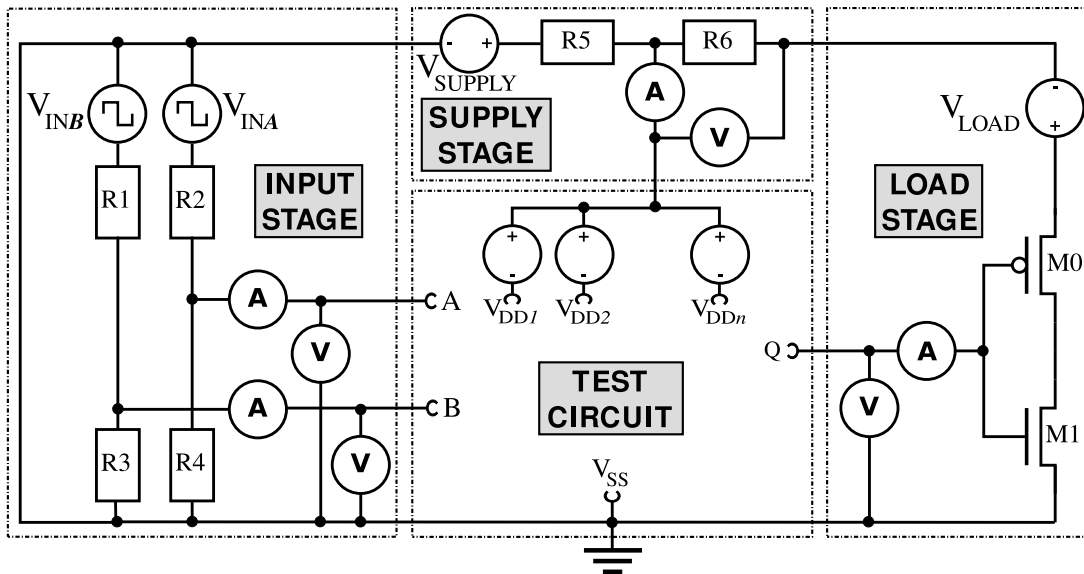 V_INB
V_INA
R1
R2
R3
R4
INPUT
STAGE
A
V
A
A
V
B
-
+
V_SUPPLY
R5
R6
A
V
SUPPLY
STAGE
+
-
V_DD1
+
-
V_DD2
+
-
V_DDn
TEST
CIRCUIT
V_SS
-
+
V_LOAD
LOAD
STAGE
M0
Q
A
V
M1